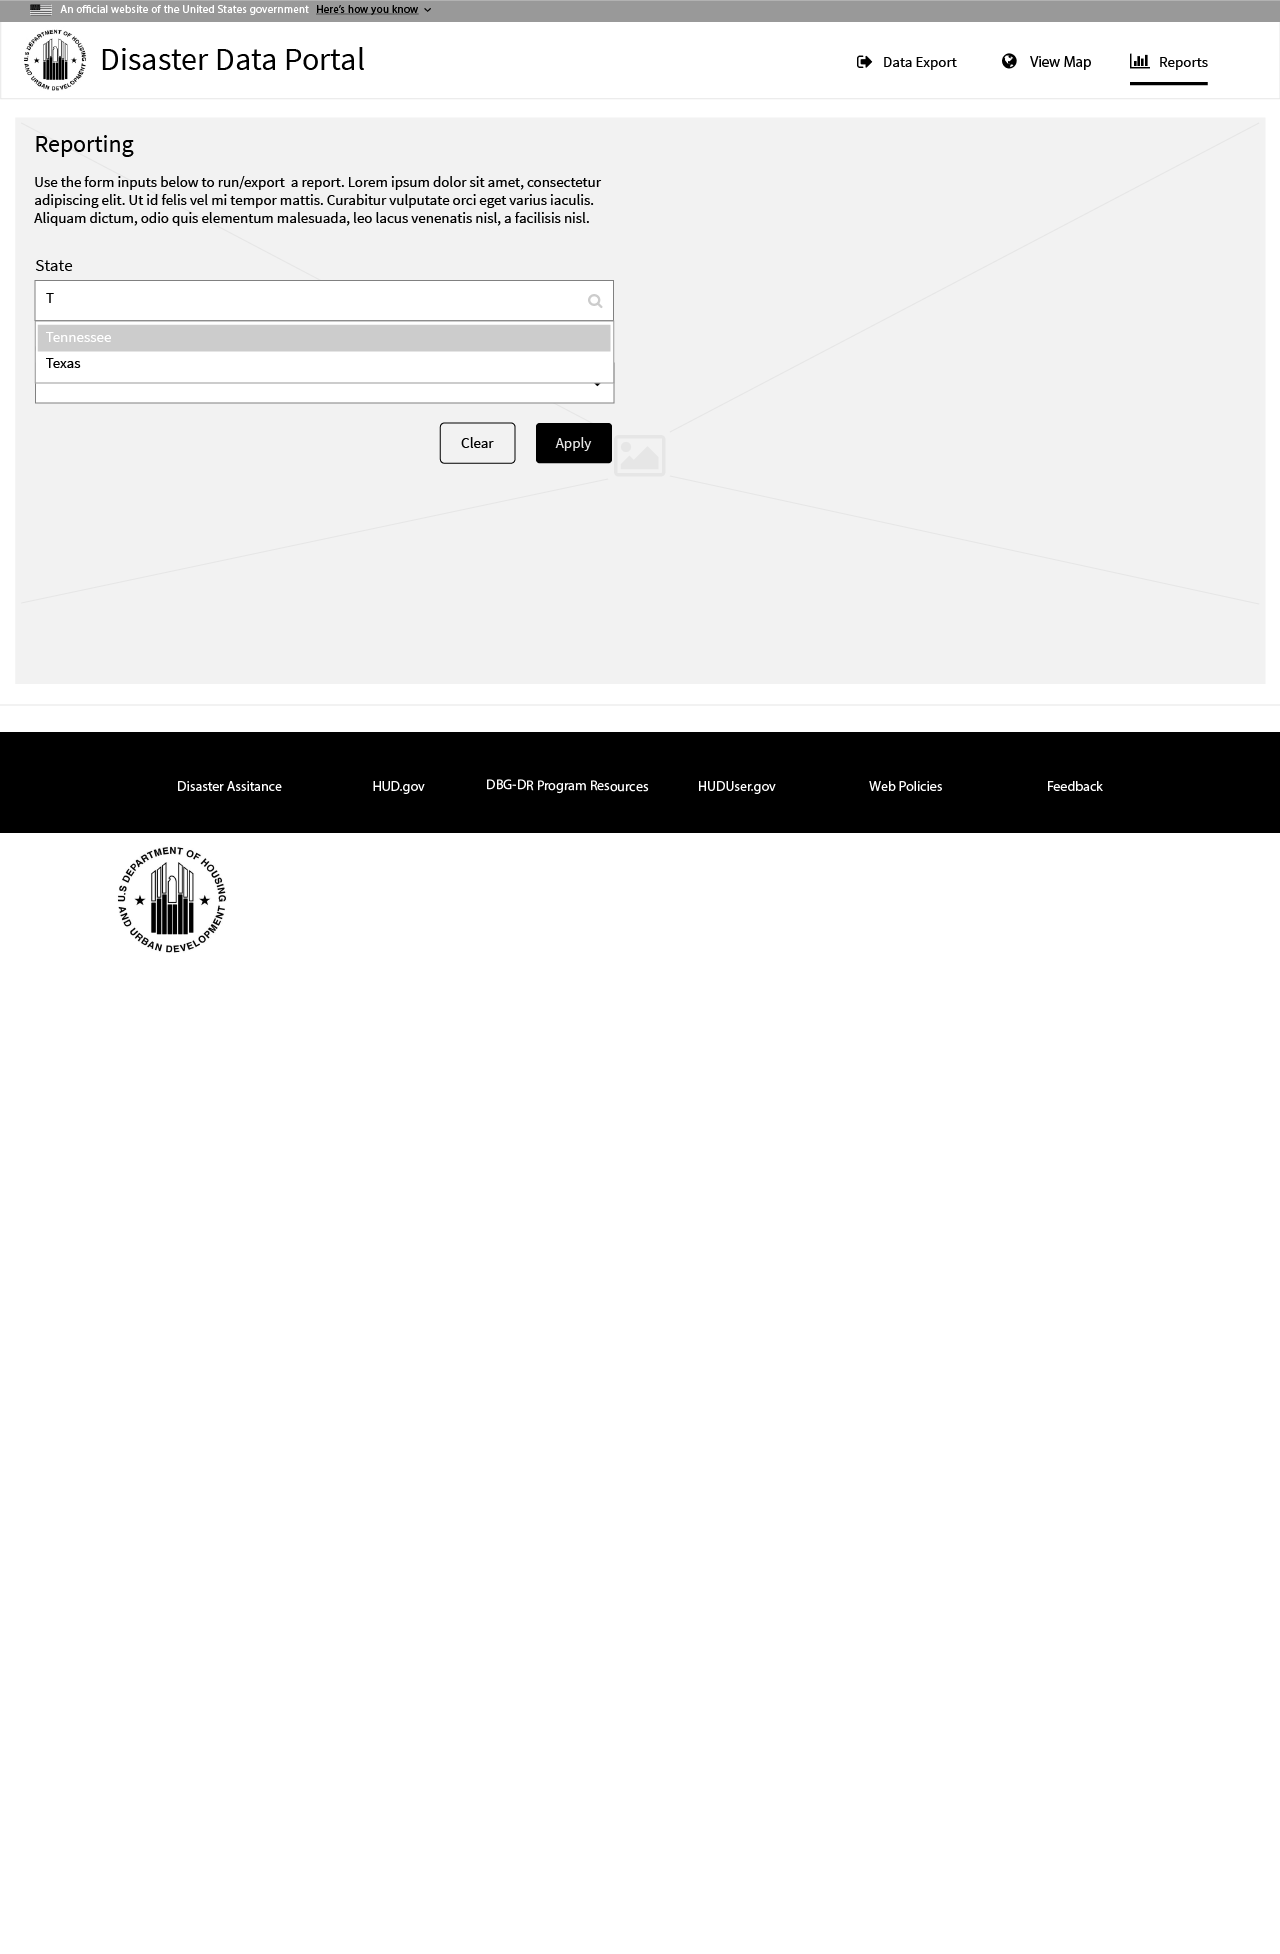 An official website of the United States government Here's how you know
U.S DEPARTMENT OF HOUSING AND URBAN DEVELOPMENT
Disaster Data Portal
Data Export
View Map
Reports
Reporting
Use the form inputs below to run/export a report. Lorem ipsum dolor sit amet, consectetur
adipiscing elit. Ut id felis vel mi tempor mattis. Curabitur vulputate orci eget varius iaculis.
Aliquam dictum, odio quis elementum malesuada, leo lacus venenatis nisl, a facilisis nisl.
State
T
Tennessee
Texas
Clear
Apply
Disaster Assitance
HUD.gov
DBG-DR Program Resources
HUDUser.gov
Web Policies
Feedback
U.S DEPARTMENT OF HOUSING AND URBAN DEVELOPMENT